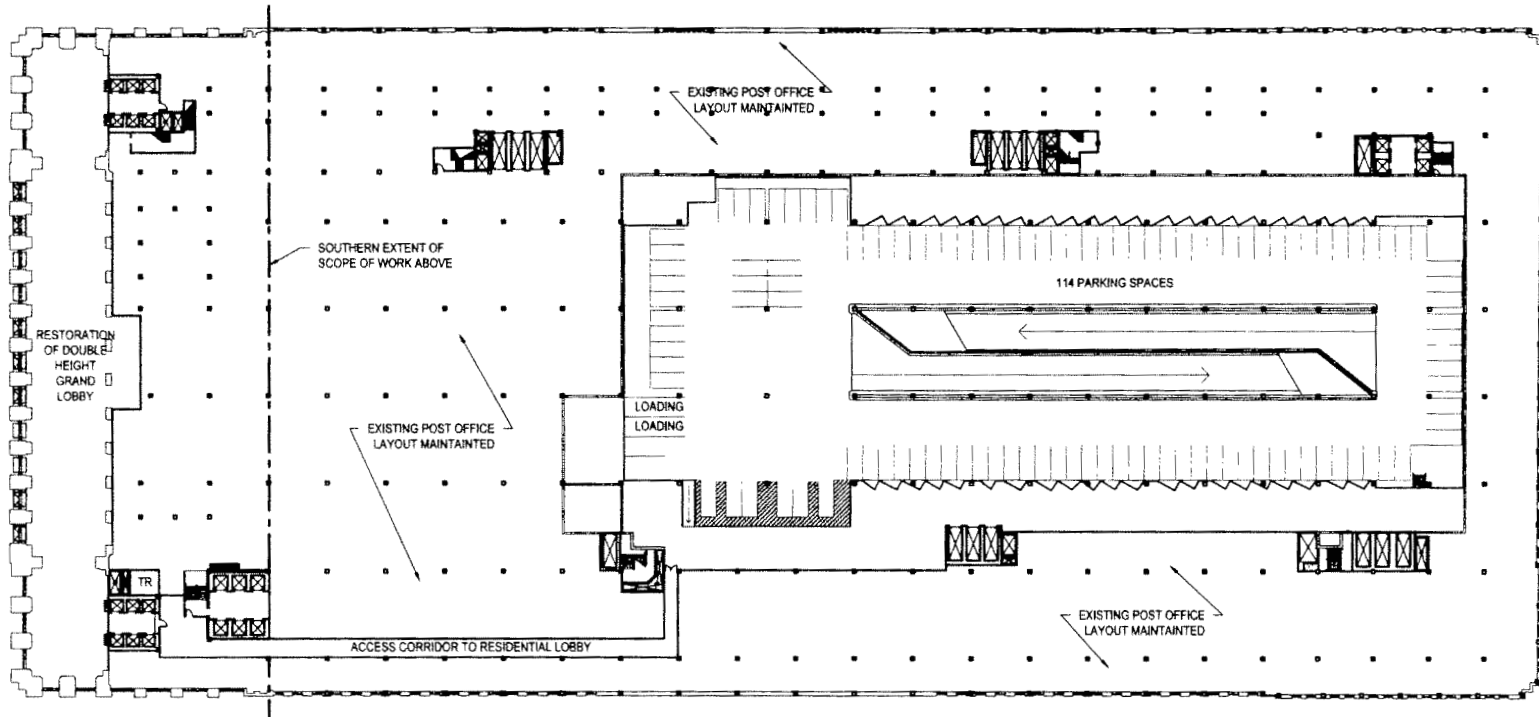 EXISTING POST OFFICE
LAYOUT MAINTAINTED
SOUTHERN EXTENT OF
SCOPE OF WORK ABOVE
114 PARKING SPACES
RESTORATION
OF DOUBLE
HEIGHT
GRAND
LOBBY
LOADING
LOADING
EXISTING POST OFFICE
LAYOUT MAINTAINTED
TR
EXISTING POST OFFICE
LAYOUT MAINTAINTED
ACCESS CORRIDOR TO RESIDENTIAL LOBBY